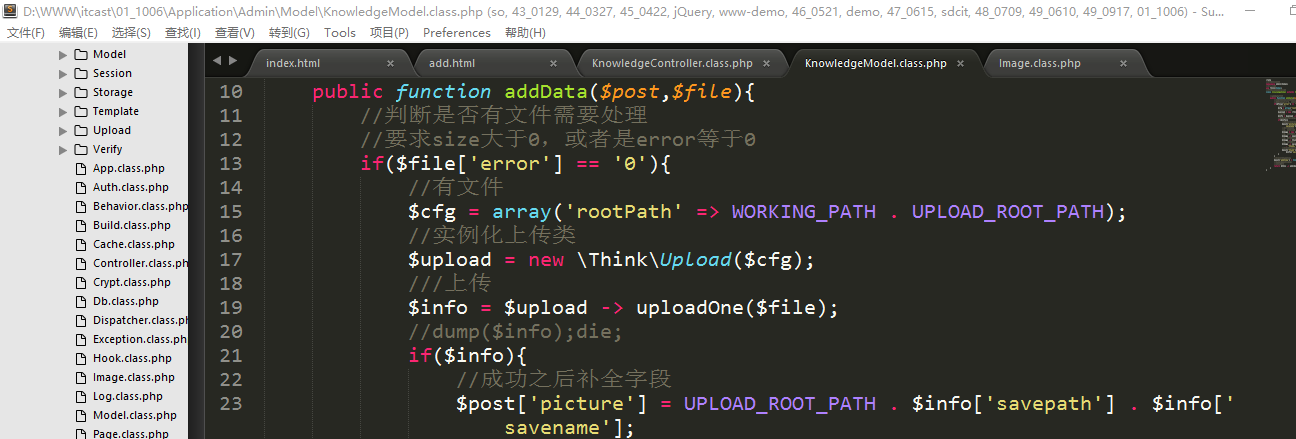 D:\WWW\itcast\01_1006\Application\Admin\Model\KnowledgeModel.class.php (so, 43_0129, 44_0327, 45_0422, jQuery, www-demo, 46_0521, demo, 47_0615, sdcit, 48_0709, 49_0610, 49_0917, 01_1006) - Su...
文件(F) 编辑(E) 选择(S) 查找(I) 查看(V) 转到(G) Tools 项目(P) Preferences 帮助(H)
Model
Session
Storage
Template
Upload
Verify
App.class.php
Auth.class.php
Behavior.class.php
Build.class.php
Cache.class.php
Controller.class.ph
Crypt.class.php
Db.class.php
Dispatcher.class.ph
Exception.class.ph
Hook.class.php
Image.class.php
Log.class.php
Model.class.php
Page.class.php
index.html × add.html × KnowledgeController.class.php × KnowledgeModel.class.php × Image.class.php ×
10 public function addData($post,$file){
11 //判断是否有文件需要处理
12 //要求size大于0，或者是error等于0
13 if($file['error'] == '0'){
14 //有文件
15 $cfg = array('rootPath' => WORKING_PATH . UPLOAD_ROOT_PATH);
16 //实例化上传类
17 $upload = new \Think\Upload($cfg);
18 ///上传
19 $info = $upload -> uploadOne($file);
20 //dump($info);die;
21 if($info){
22 //成功之后补全字段
23 $post['picture'] = UPLOAD_ROOT_PATH . $info['savepath'] . $info['
savename'];